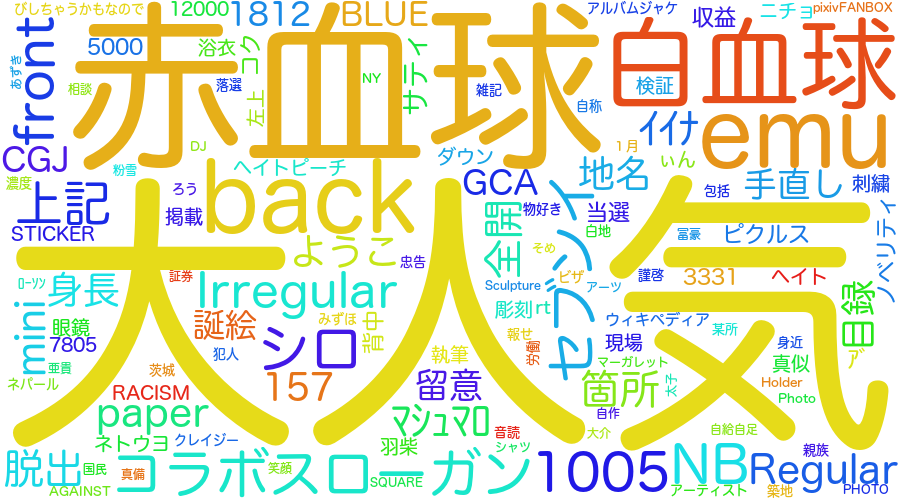 びしちゃうかもなので 12000 1812 BLUE アルバムジャケ 収益 ニチョ pixivFANBOX
あずき front 5000 浴衣 コク 赤血球 サティ 白血球
相談 落選 左上 NY 雑記 自称 検証
DJ 1月 ｲｲﾅ emu
CGJ 粉雪 ヘイトピーチ ダウン ぃん
濃度 上記 ろう back GCA 地名 包括 手直し 刺繍
STICKER 掲載 物好き 当選 白地 富豪 ピクルス ノベリティ
ようこ 忠告 全開 そめ セブンイ
ﾛｰｿﾝ 身長 証券 Irregular Sculpture ビザ アーツ 謹啓 3331 ヘイト 目録
mini 眼鏡 誕絵 みずほ 背中 彫刻 rt ウィキペディア 某所
7805 犯人 シロ 執筆 報せ 労働 現場 身近 ｱﾞ
亜貴 茨城 マーガレット 真似
ネパール RACISM 157 留意 箇所 太子 Holder
paper ﾏｼｭﾏﾛ 自作 Photo
ネトウヨ クレイジー 羽柴 音読 大介 自給自足
大人気 シャツ 親族
脱出 国民 真備 コラボスローガン 笑顔 1005 NB Regular
AGAINST SQUARE アーティスト 築地 PHOTO